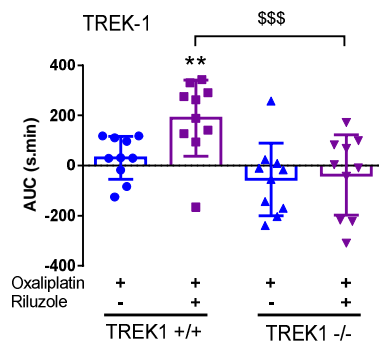 TREK-1
$$$
**
400
200
0
-200
-400
AUC (s.min)
Oxaliplatin + + + +
Riluzole - + - +
TREK1 +/+ TREK1 -/-